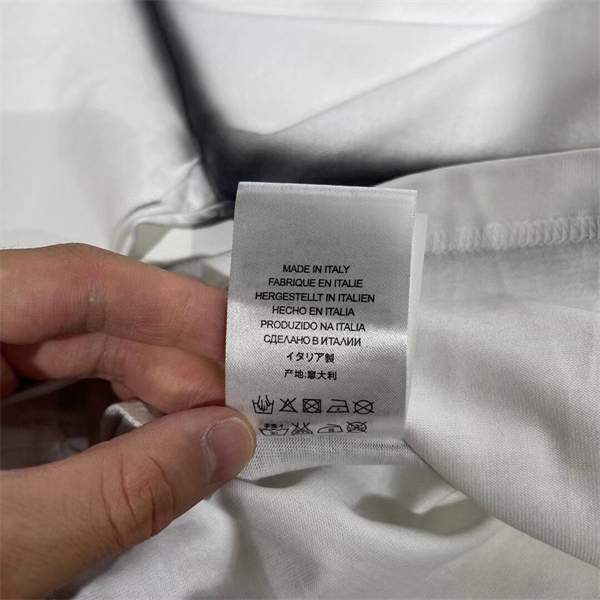 MADE IN ITALY
FABRIQUE EN ITALIE
HERGESTELLT IN ITALIEN
HECHO EN ITALIA
PRODUZIDO NA ITALIA
СДЕЛАНО В ИТАЛИИ
イタリア製
产地:意大利